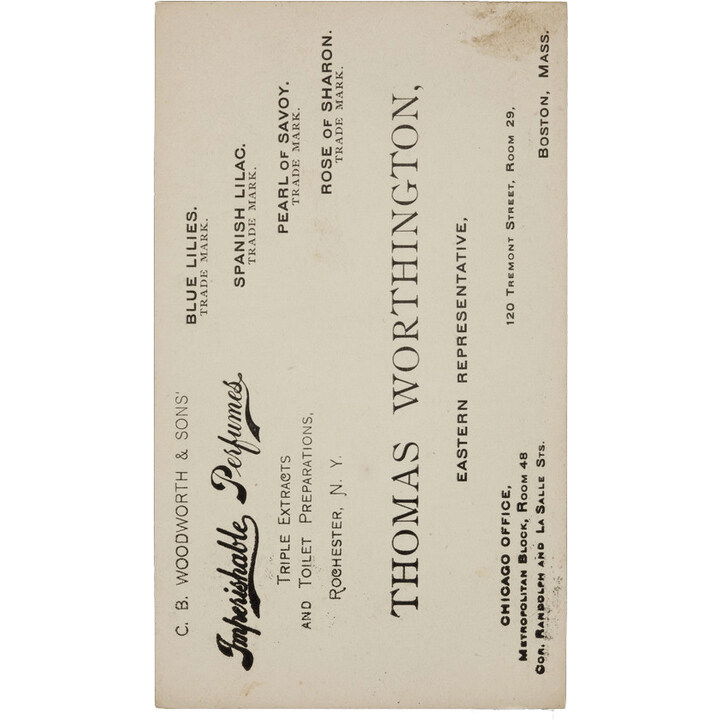 C. B. WOODWORTH & SONS'
Imperishable Perfumes
TRIPLE EXTRACTS
AND TOILET PREPARATIONS,
ROCHESTER, N. Y.
BLUE LILIES.
TRADE MARK.
SPANISH LILAC.
TRADE MARK.
PEARL OF SAVOY.
TRADE MARK.
ROSE OF SHARON.
TRADE MARK.
THOMAS WORTHINGTON,
EASTERN REPRESENTATIVE,
CHICAGO OFFICE,
METROPOLITAN BLOCK, ROOM 48
COR. RANDOLPH AND LA SALLE STS.
120 TREMONT STREET, ROOM 29,
BOSTON, MASS.